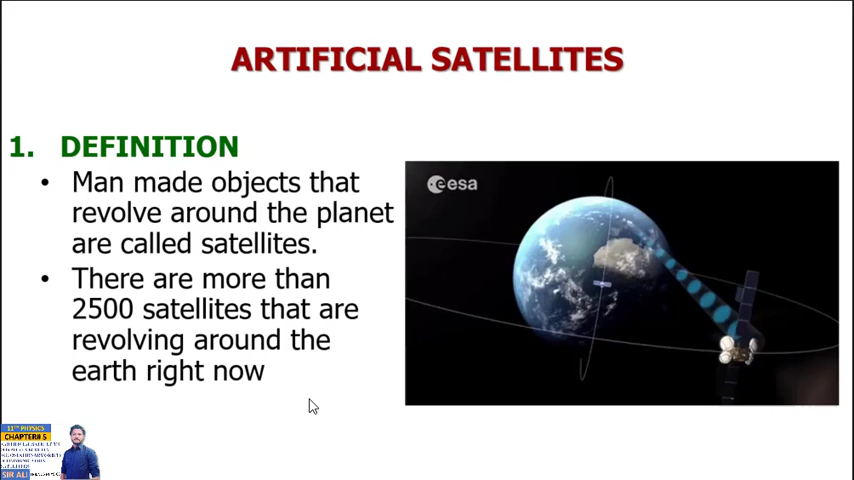 ARTIFICIAL SATELLITES
1. DEFINITION
• Man made objects that
revolve around the planet
are called satellites.
• There are more than
2500 satellites that are
revolving around the
earth right now
esa
11TH PHYSICS
CHAPTER# 5
SIR ALI